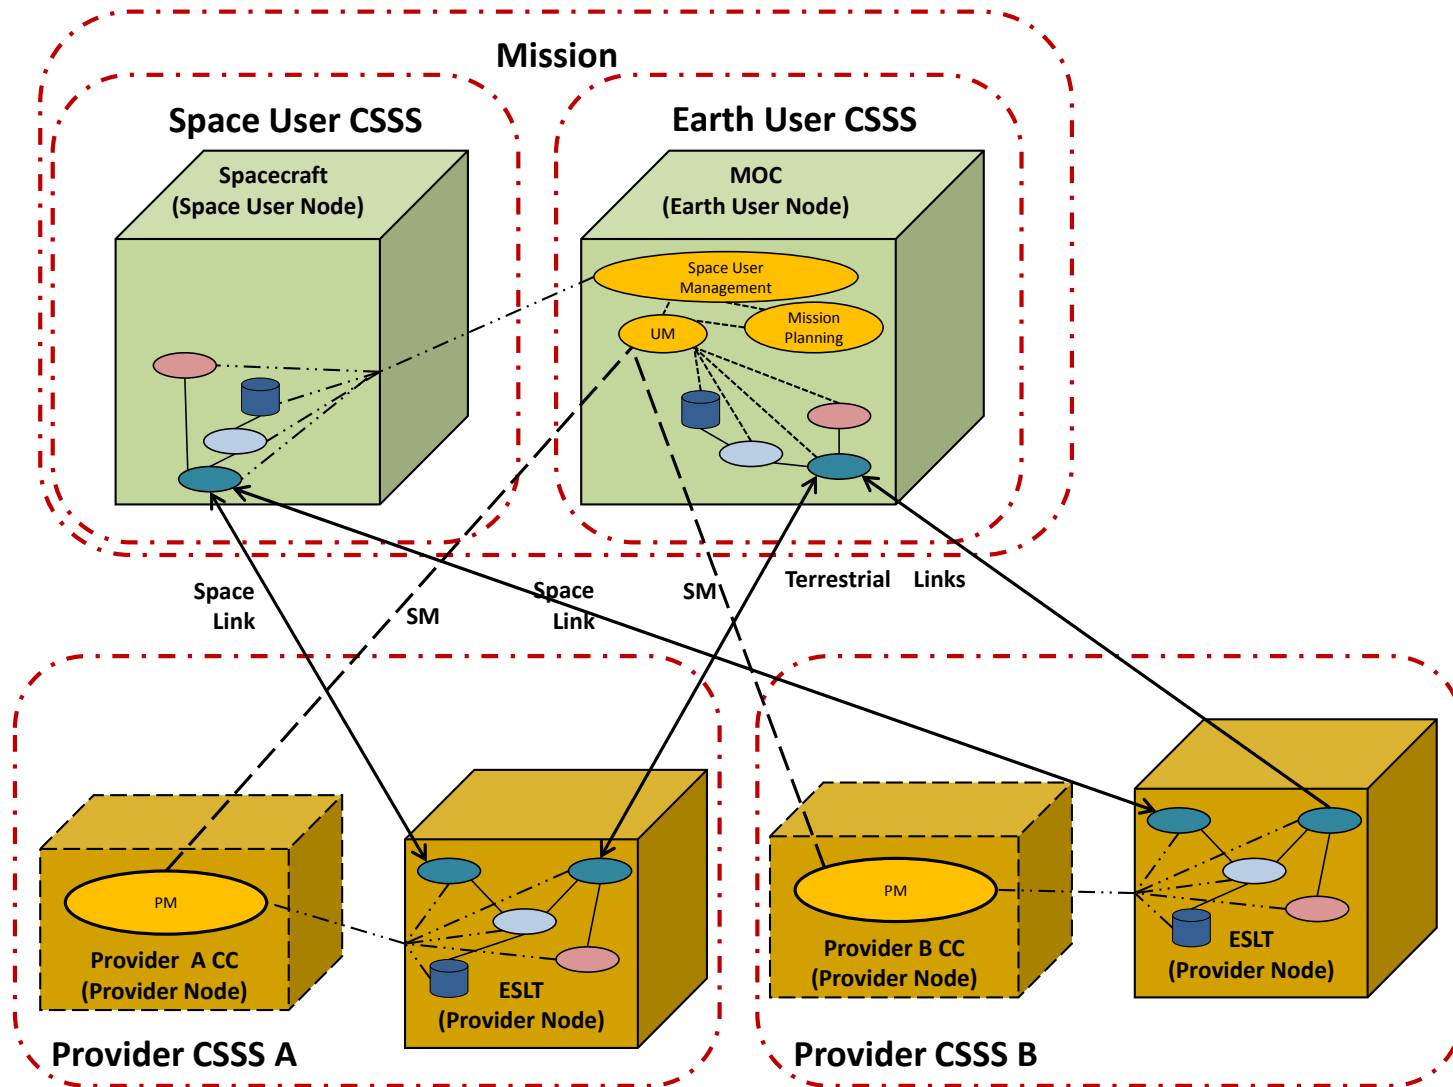 Mission
Space User CSSS
Earth User CSSS
Spacecraft
(Space User Node)
MOC
(Earth User Node)
Space User
Management
Mission
Planning
UM
Space
Link
SM
Space
Link
SM
Terrestrial Links
PM
Provider A CC
(Provider Node)
ESLT
(Provider Node)
Provider CSSS A
PM
Provider B CC
(Provider Node)
ESLT
(Provider Node)
Provider CSSS B